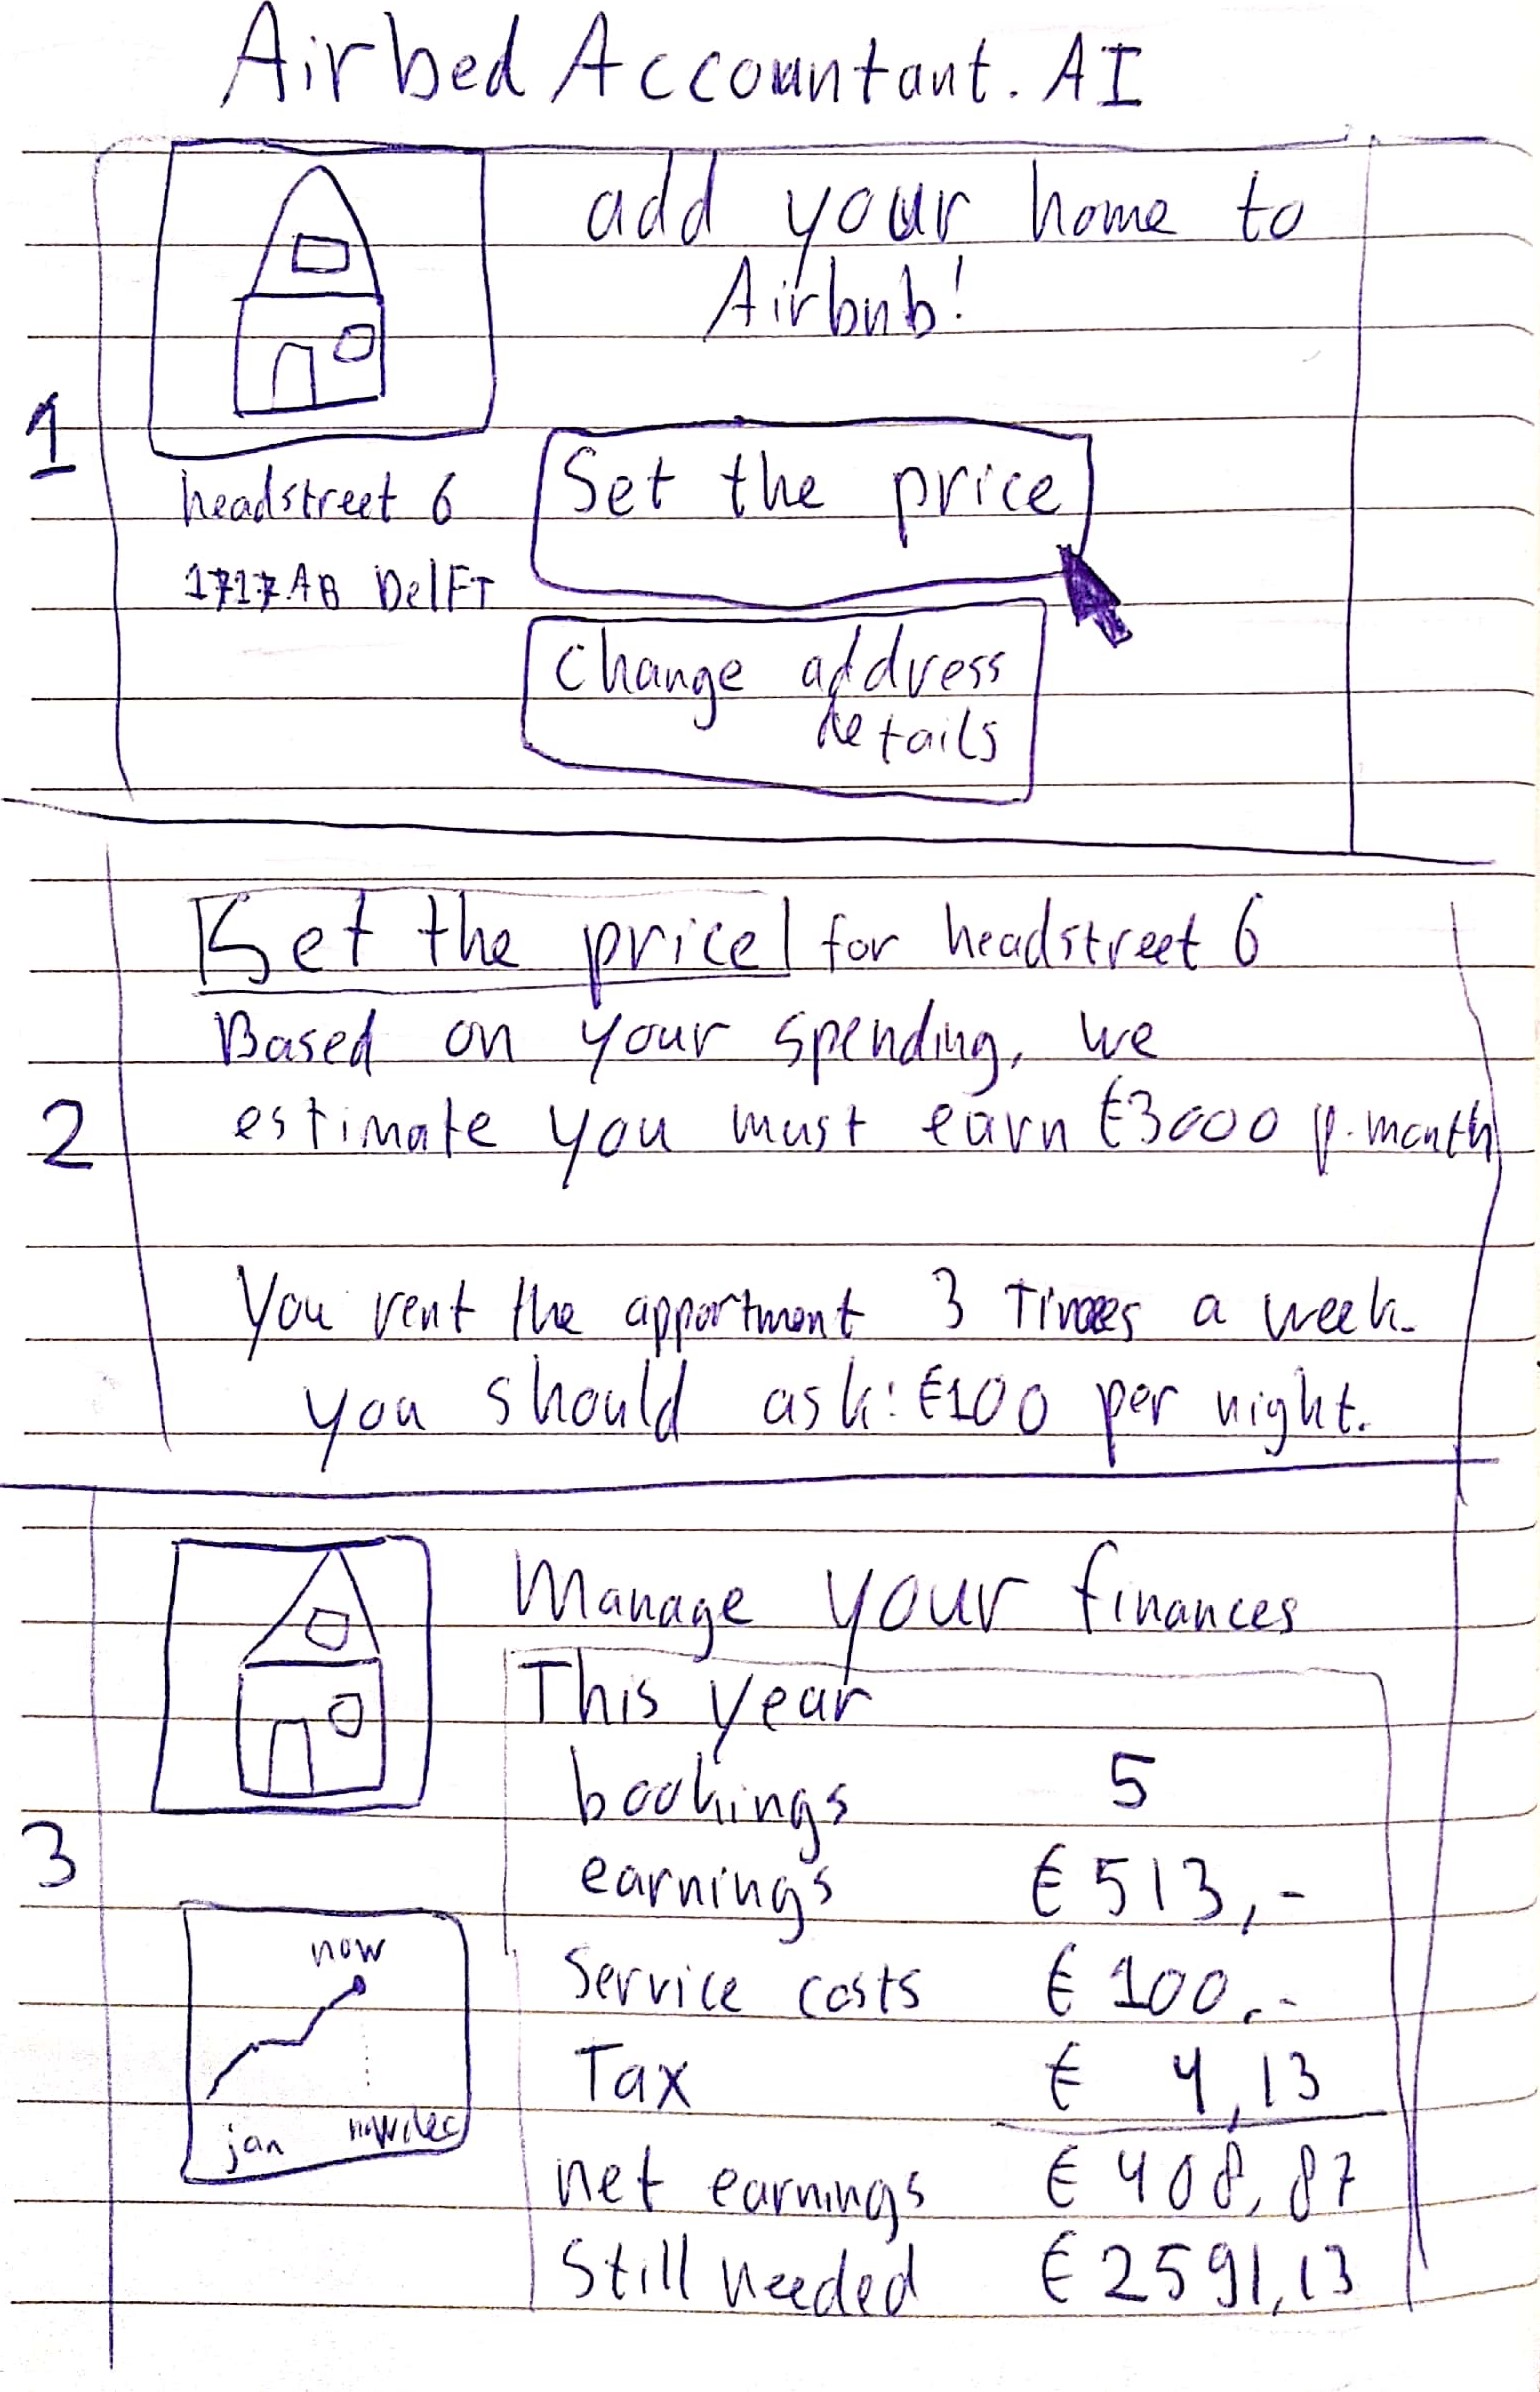 Airbed Accountant. AI
add your home to
Airbnb!
1
headstreet 6
1717AB Delft
Set the price
change address
details
2
Set the price for headstreet 6
Based on your spending, we
estimate you must earn €3000 p. month
You rent the appartment 3 Times a week.
you should ask: €100 per night.
3
Manage your finances
This year
bookings 5
earnings € 513,-
Service costs € 100,-
Tax € 4,13
net earnings € 408,87
Still needed € 2591,13
now
jan now dec